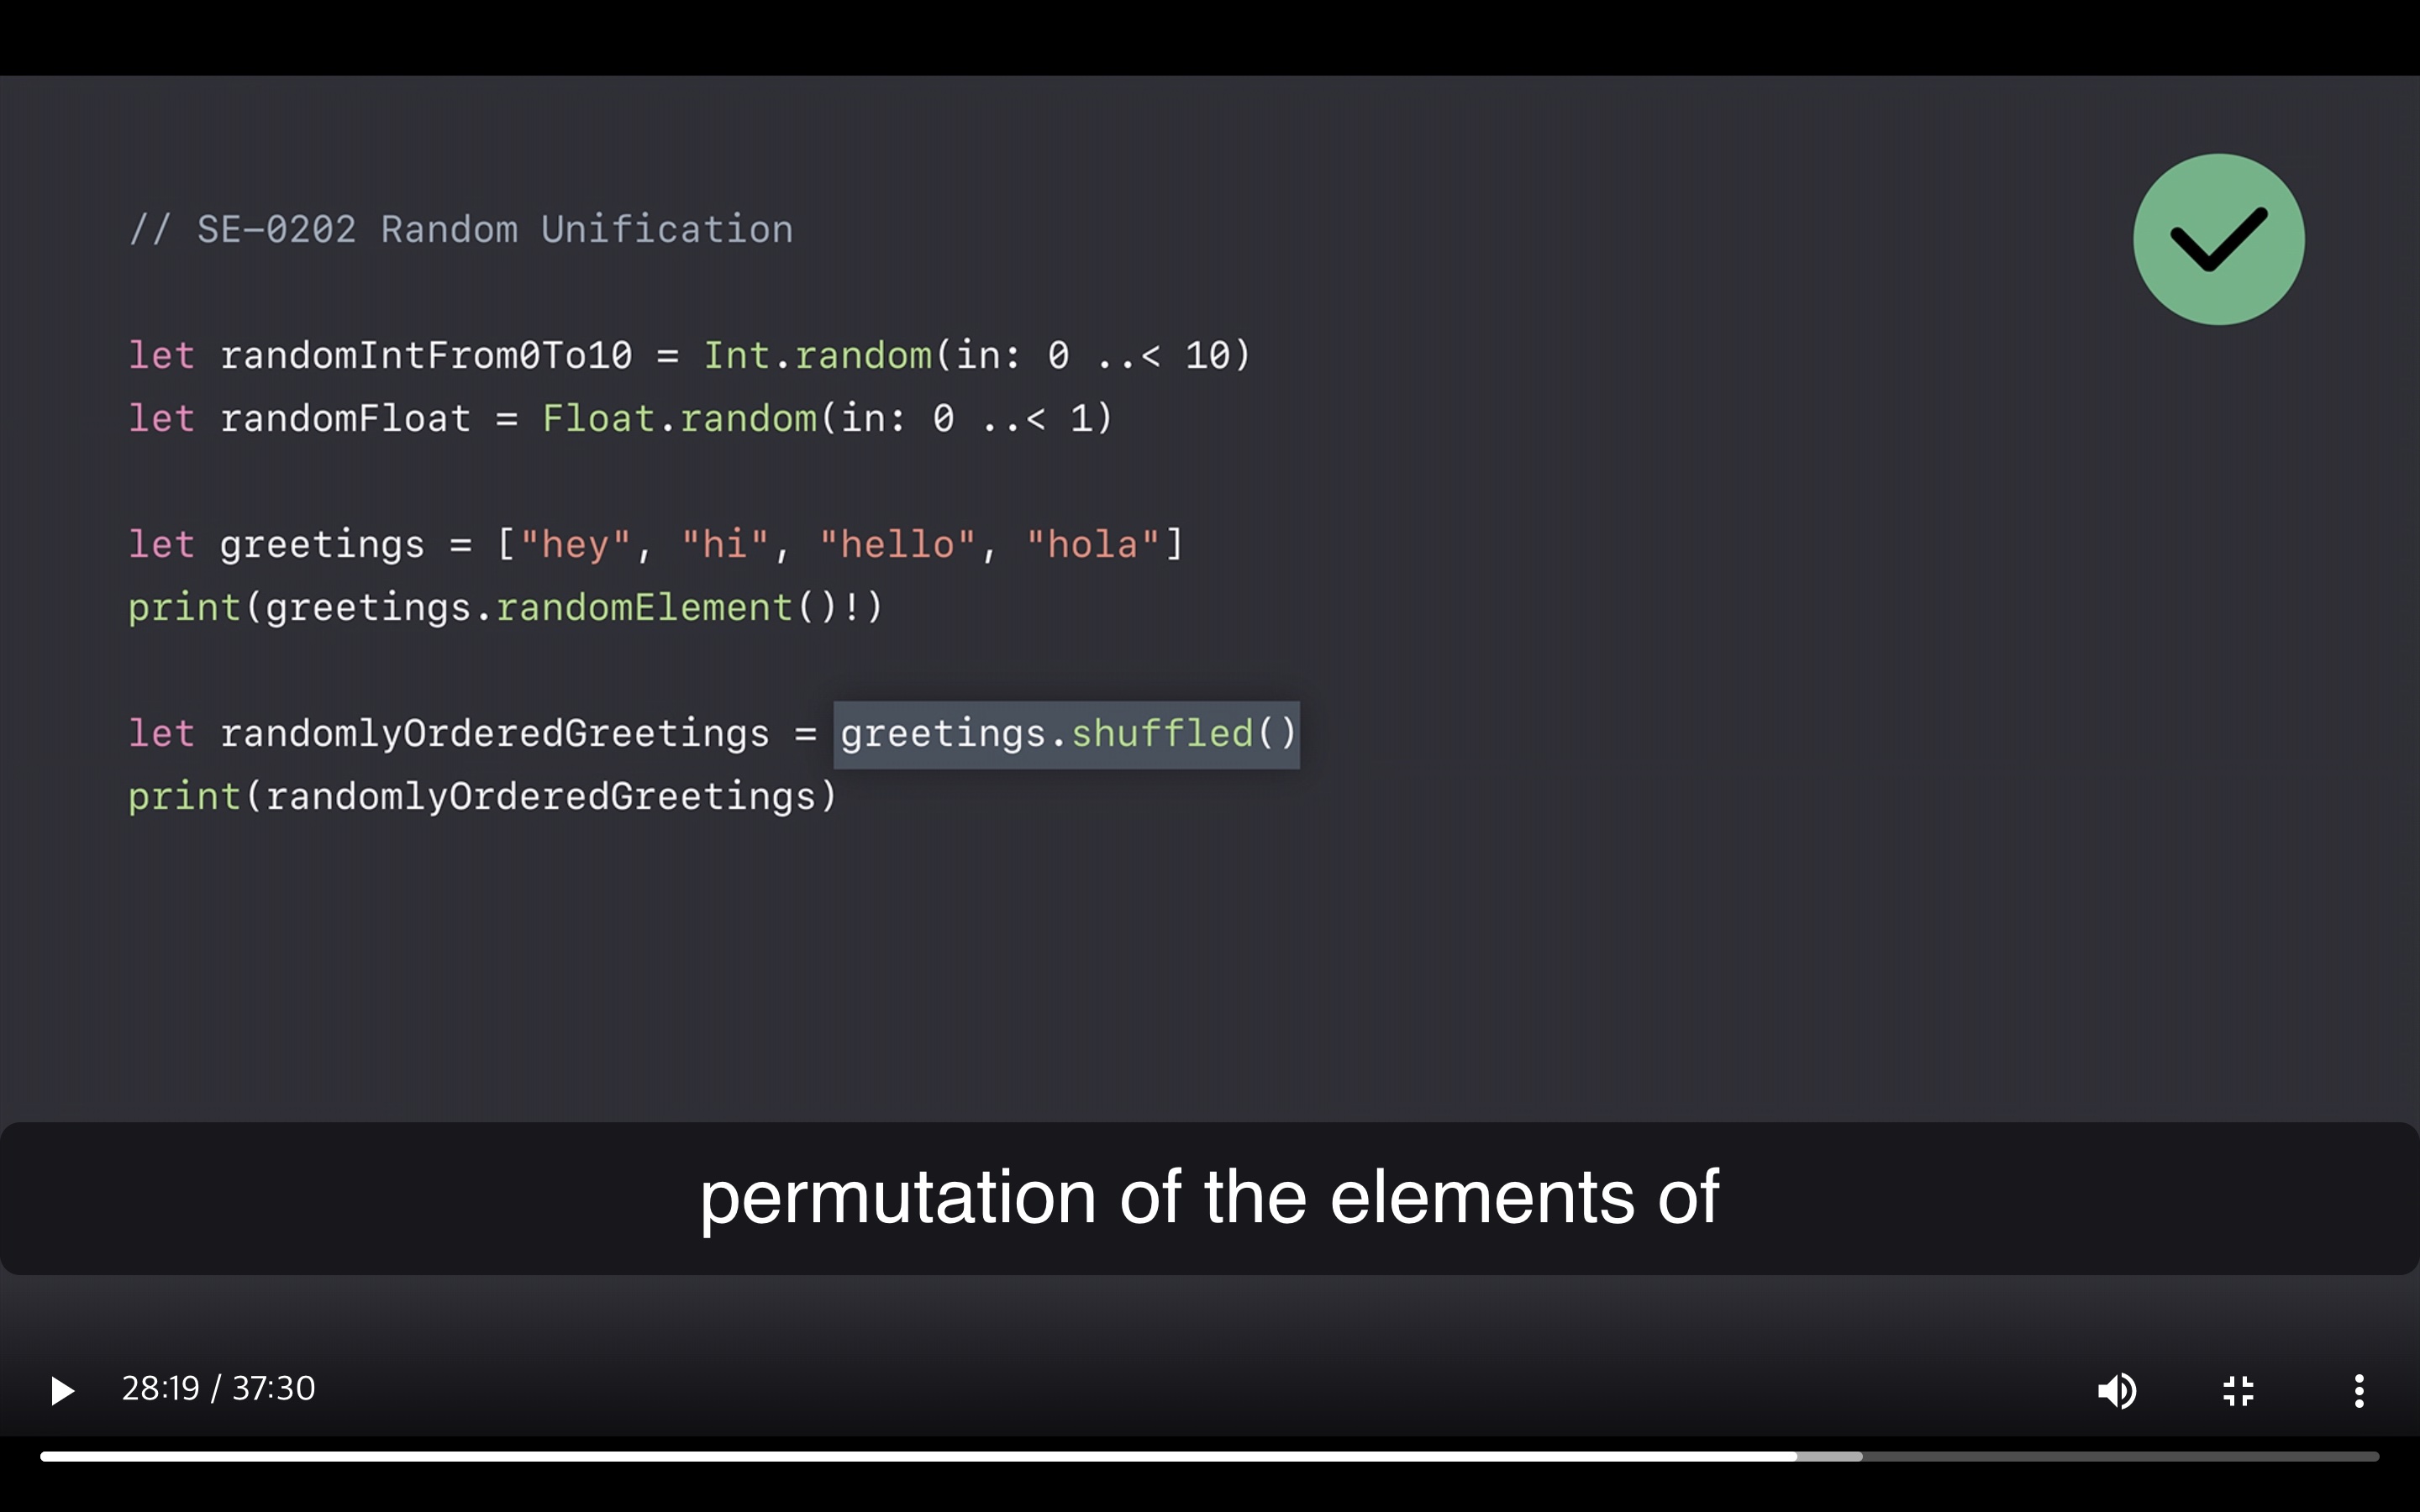 // SE–0202 Random Unification
let randomIntFrom0To10 = Int.random(in: 0 ..< 10)
let randomFloat = Float.random(in: 0 ..< 1)
let greetings = ["hey", "hi", "hello", "hola"]
print(greetings.randomElement()!)
let randomlyOrderedGreetings = greetings.shuffled()
print(randomlyOrderedGreetings)
permutation of the elements of
28:19 / 37:30